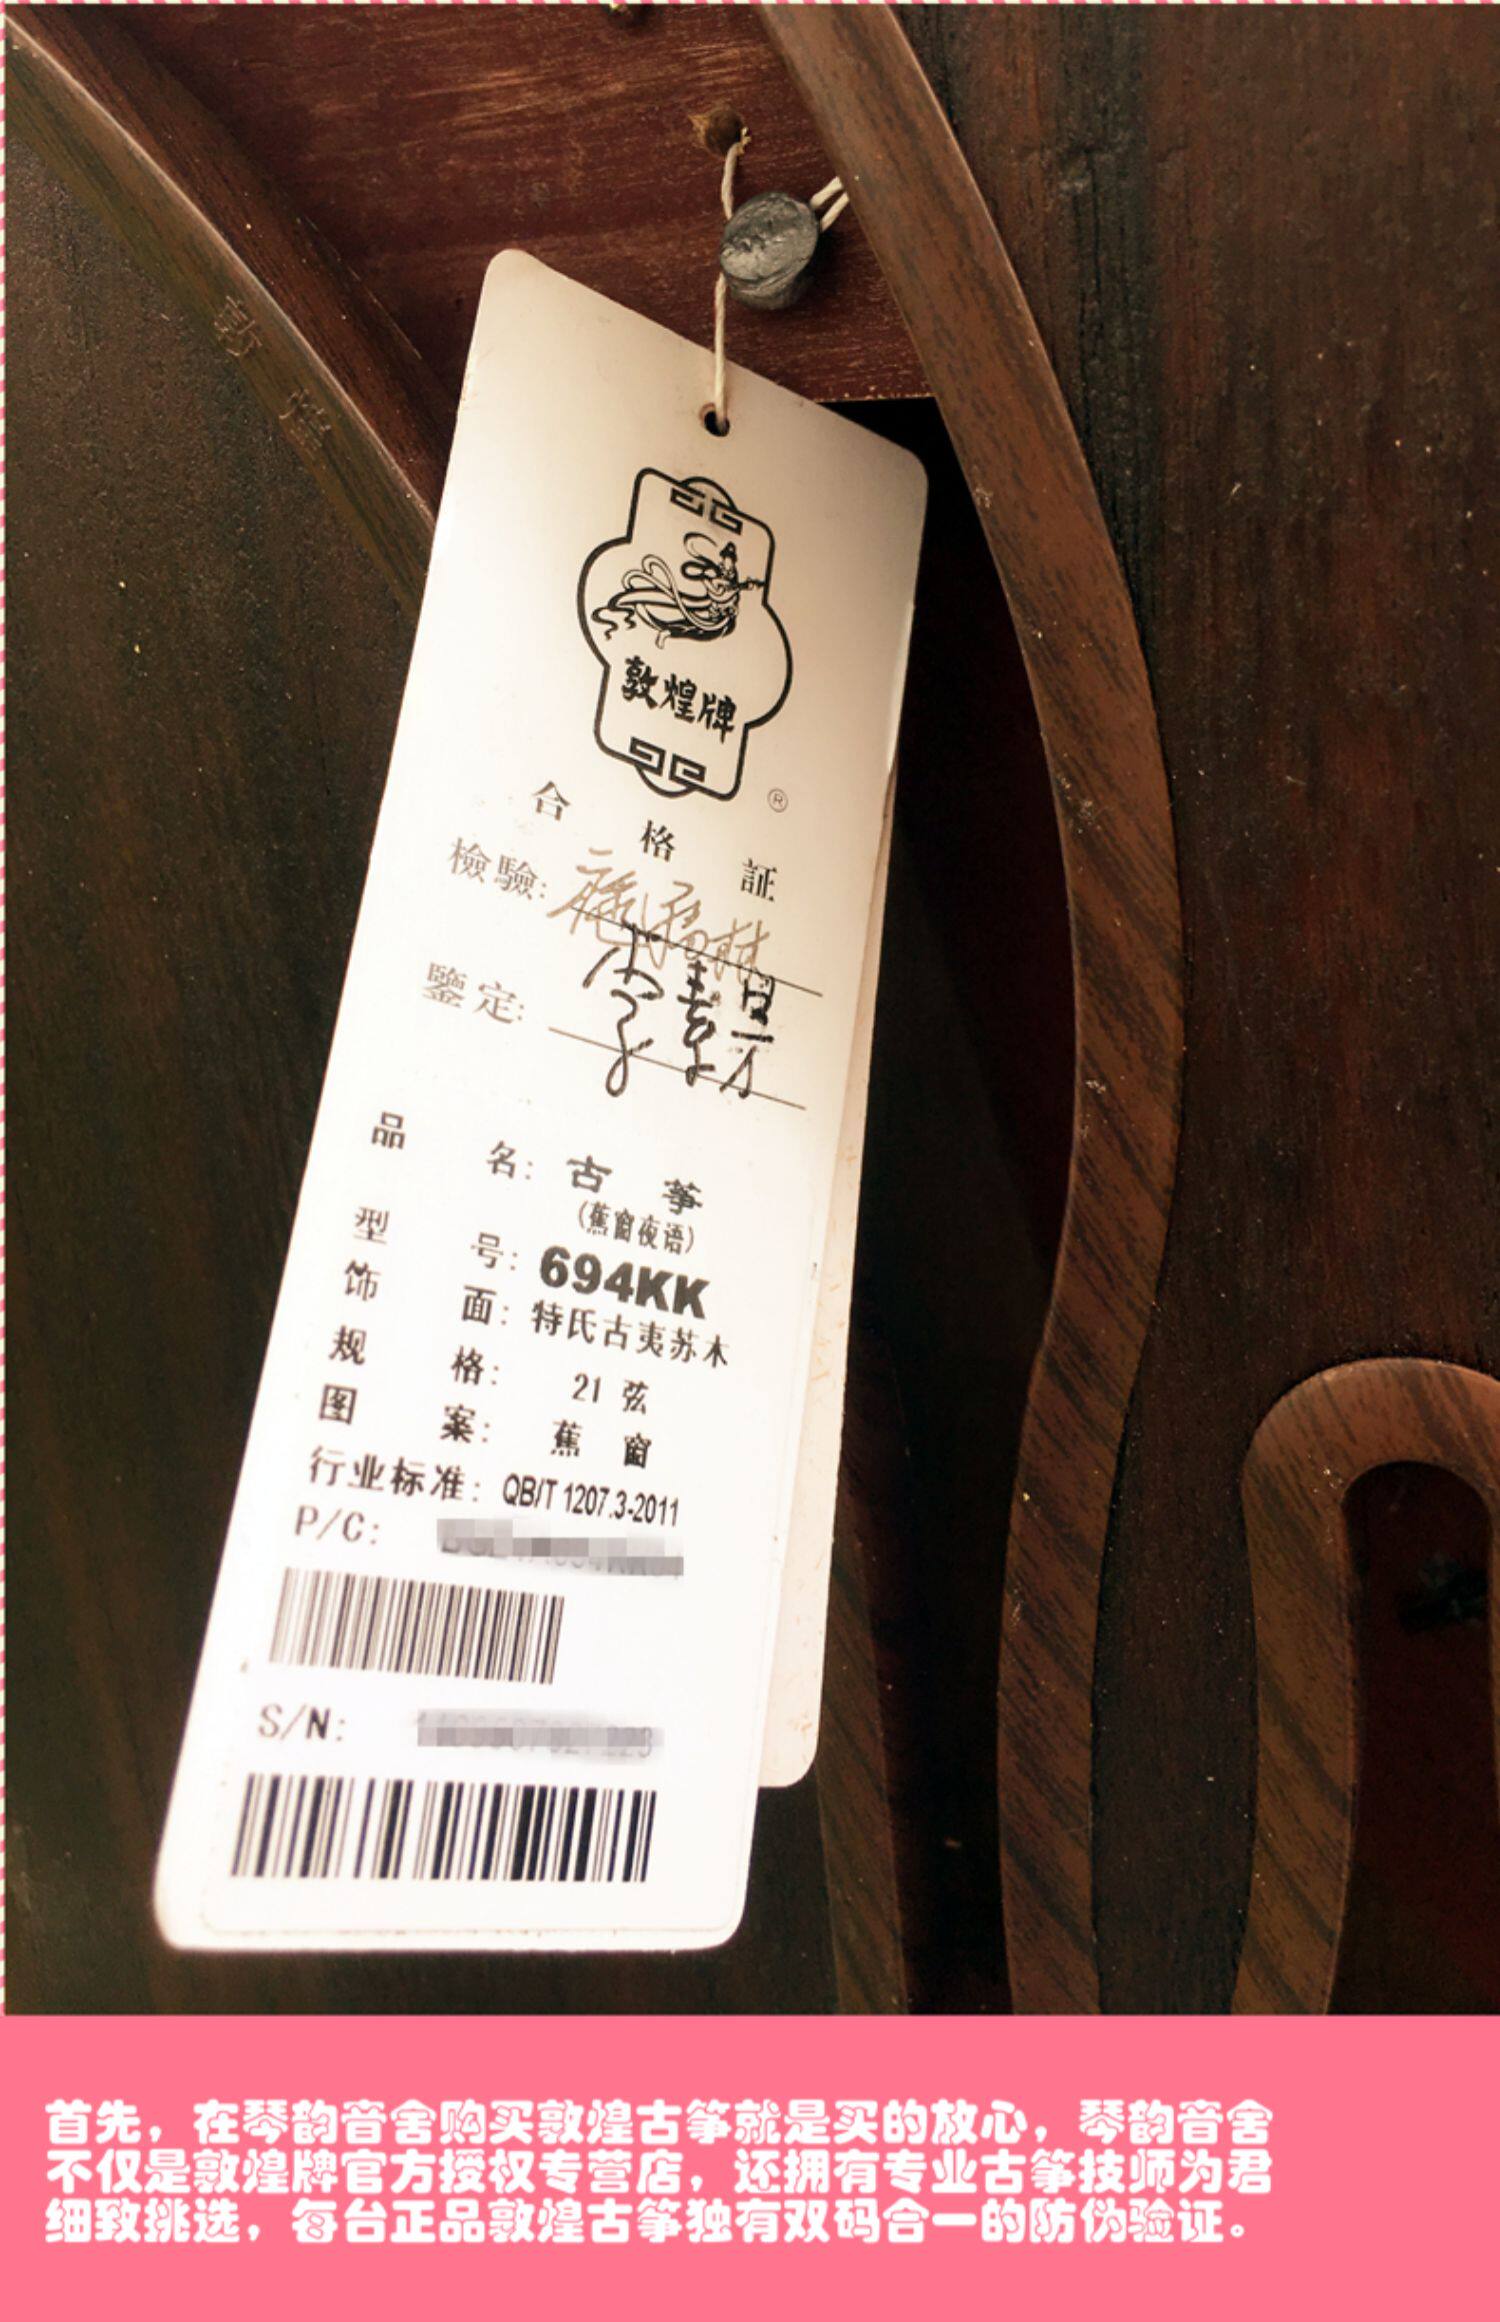 敦煌
敦煌牌
®
合格証
檢驗:
鑒定:
品名: 古筝
(蕉窗夜语)
型号: 694KK
饰面: 特氏古夷苏木
规格: 21弦
图案: 蕉窗
行业标准: QB/T 1207.3-2011
P/C:
S/N:
首先，在琴韵音舍购买敦煌古筝就是买的放心，琴韵音舍
不仅是敦煌牌官方授权专营店，还拥有专业古筝技师为君
细致挑选，每台正品敦煌古筝独有双码合一的防伪验证。